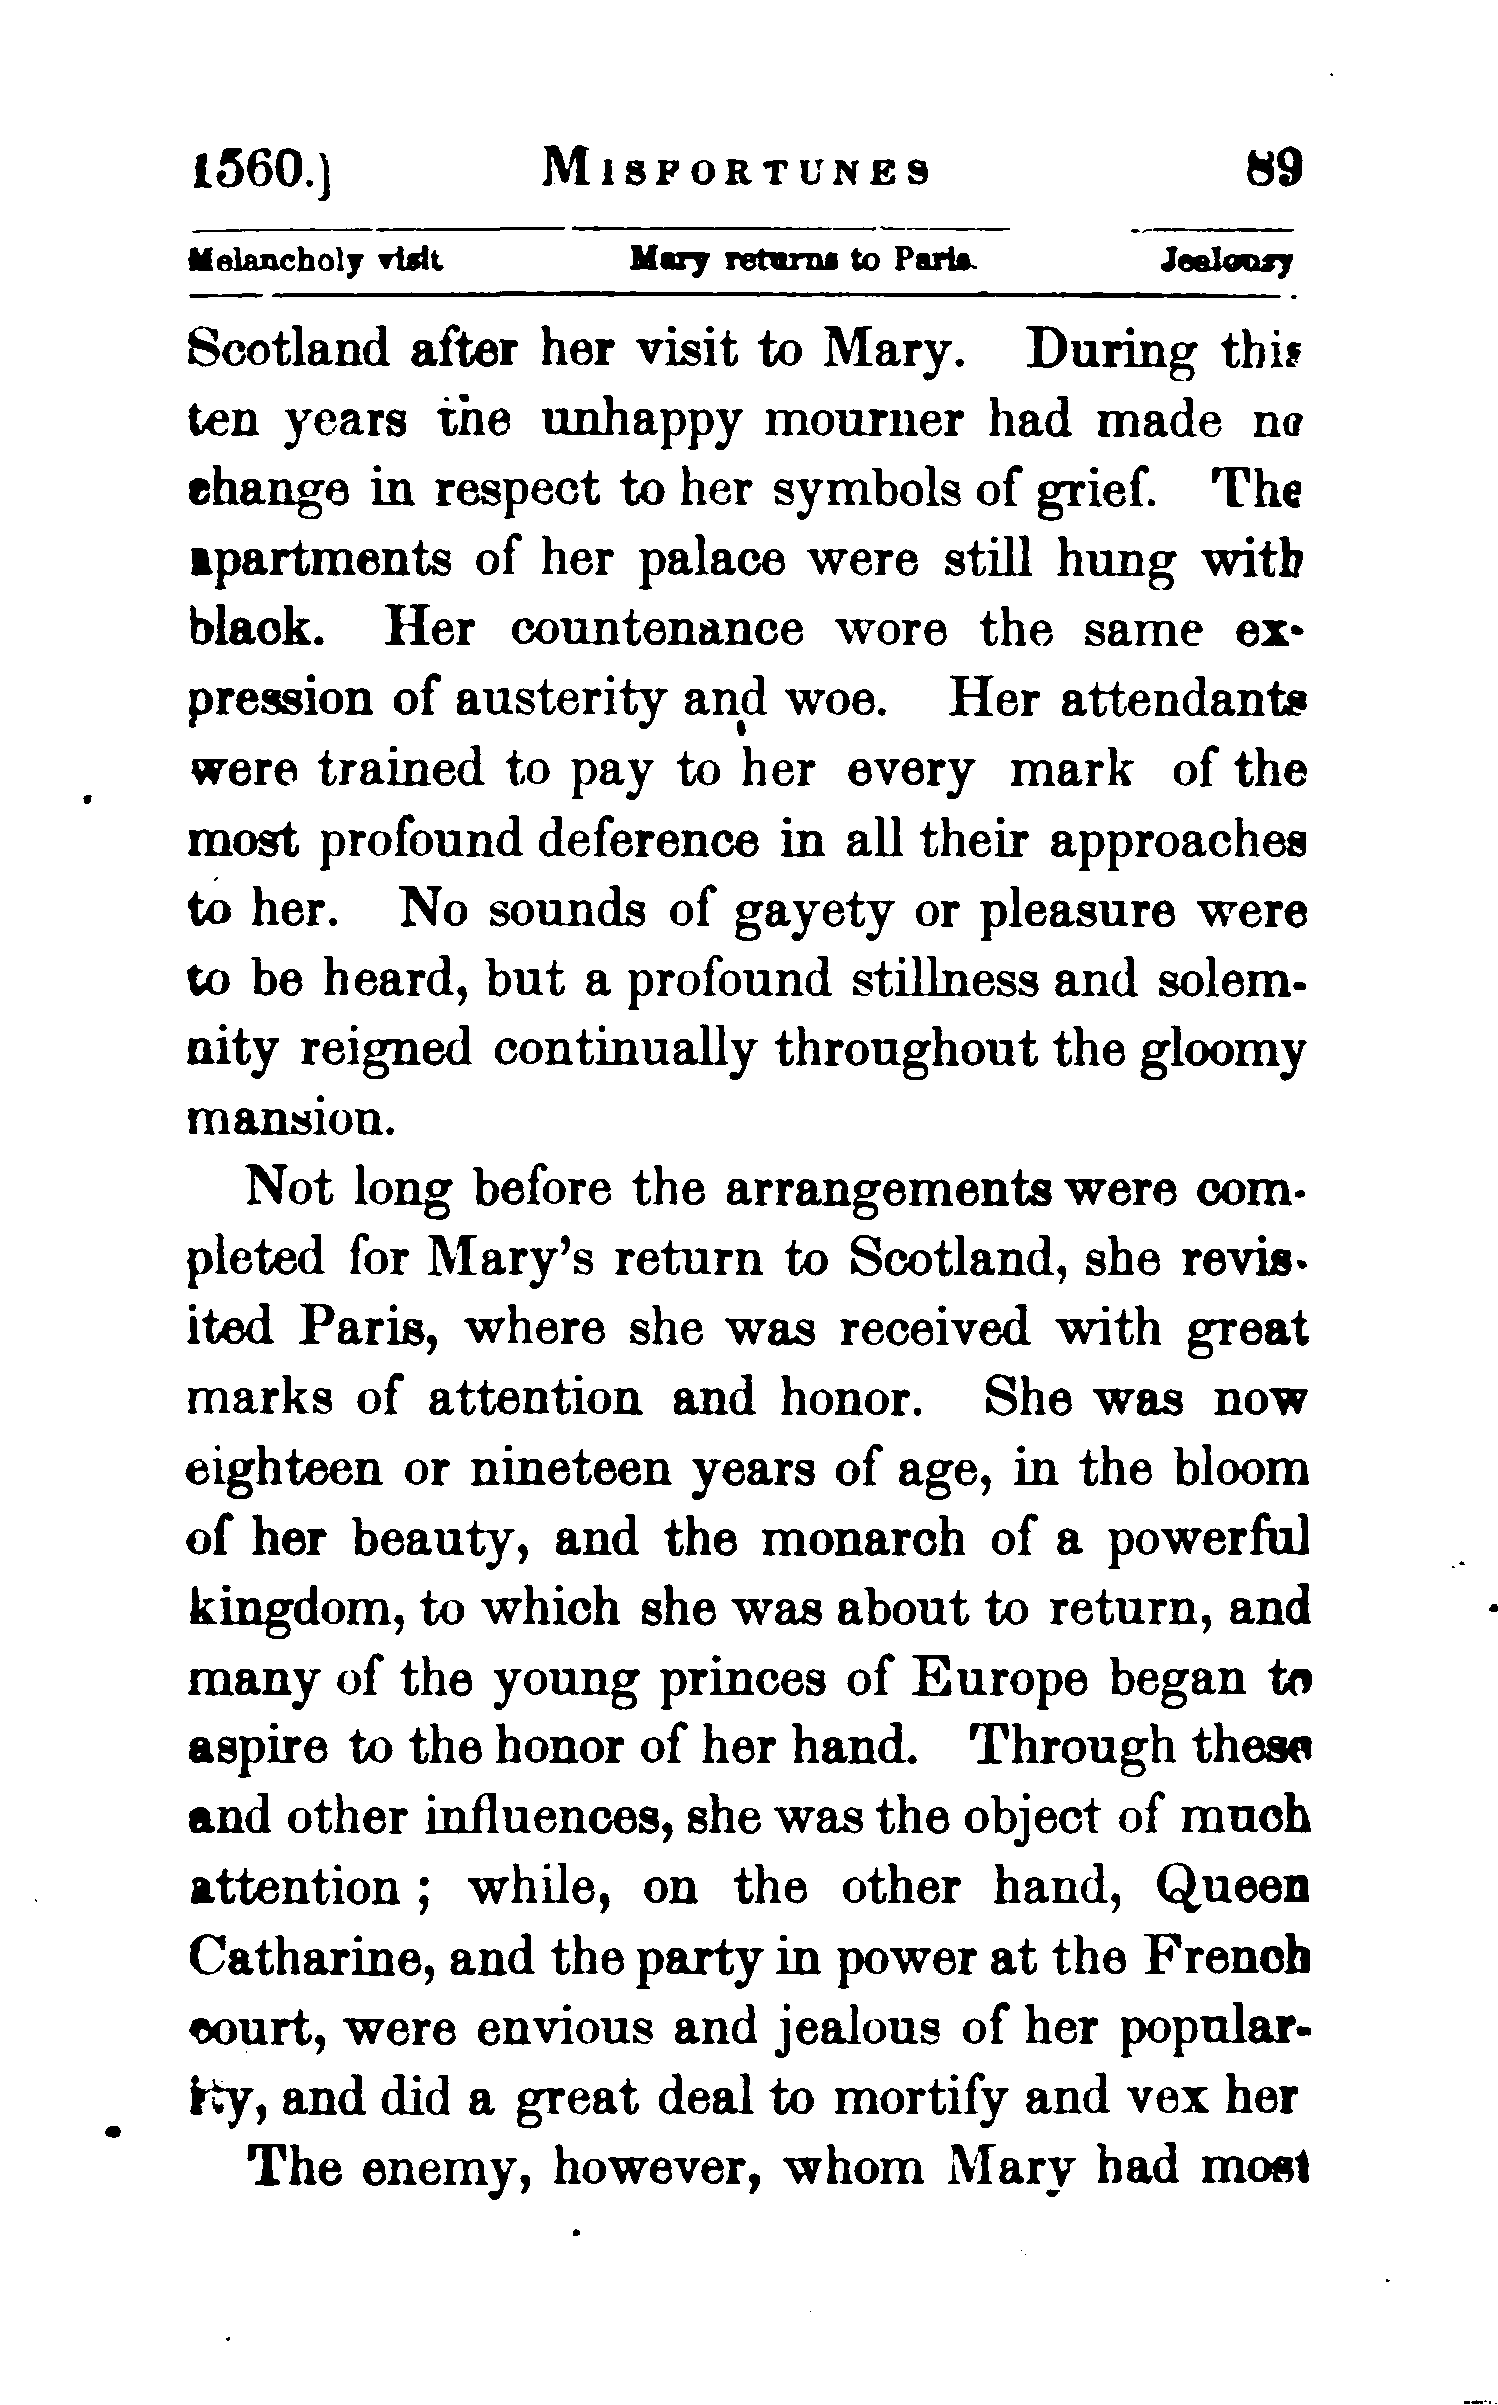 1560.] MISFORTUNES 89
Melancholy visit Mary returns to Paris. Jealousy
Scotland after her visit to Mary. During this
ten years the unhappy mourner had made no
change in respect to her symbols of grief. The
apartments of her palace were still hung with
black. Her countenance wore the same ex-
pression of austerity and woe. Her attendants
were trained to pay to her every mark of the
most profound deference in all their approaches
to her. No sounds of gayety or pleasure were
to be heard, but a profound stillness and solem-
nity reigned continually throughout the gloomy
mansion.
Not long before the arrangements were com-
pleted for Mary's return to Scotland, she revis-
ited Paris, where she was received with great
marks of attention and honor. She was now
eighteen or nineteen years of age, in the bloom
of her beauty, and the monarch of a powerful
kingdom, to which she was about to return, and
many of the young princes of Europe began to
aspire to the honor of her hand. Through these
and other influences, she was the object of much
attention ; while, on the other hand, Queen
Catharine, and the party in power at the French
court, were envious and jealous of her popular-
ity, and did a great deal to mortify and vex her
The enemy, however, whom Mary had most